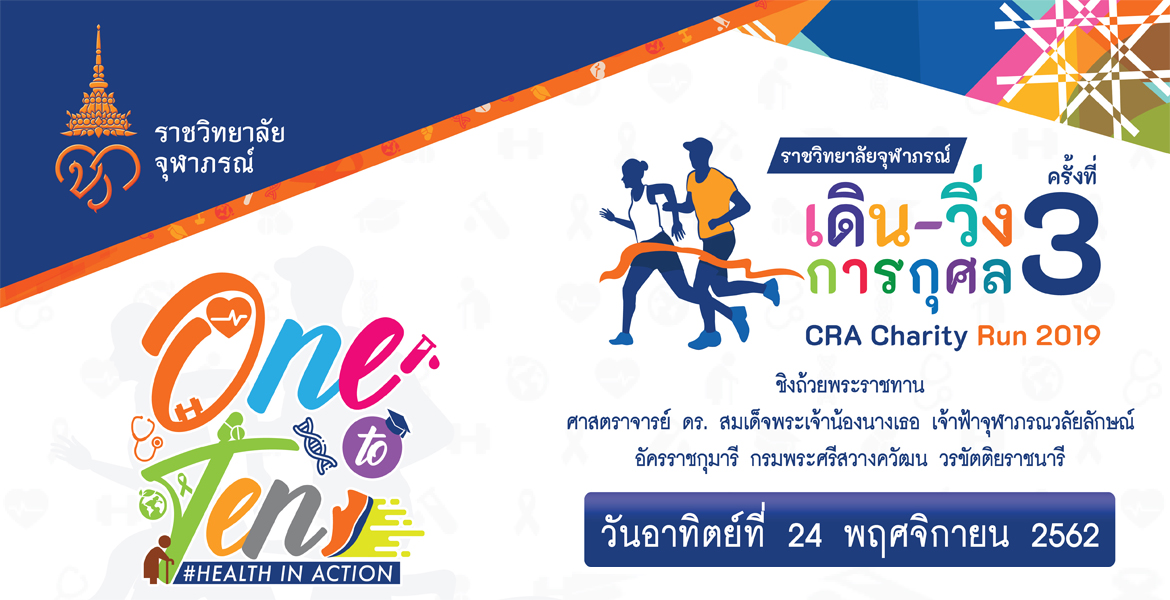 ราชวิทยาลัย
จุฬาภรณ์
ราชวิทยาลัยจุฬาภรณ์
ครั้งที่
เดิน-วิ่ง
การกุศล
3
CRA Charity Run 2019
ชิงถ้วยพระราชทาน
ศาสตราจารย์ ดร. สมเด็จพระเจ้าน้องนางเธอ เจ้าฟ้าจุฬาภรณวลัยลักษณ์
อัครราชกุมารี กรมพระศรีสวางควัฒน วรขัตติยราชนารี
วันอาทิตย์ที่ 24 พฤศจิกายน 2562
One
to
Ten
#HEALTH IN ACTION